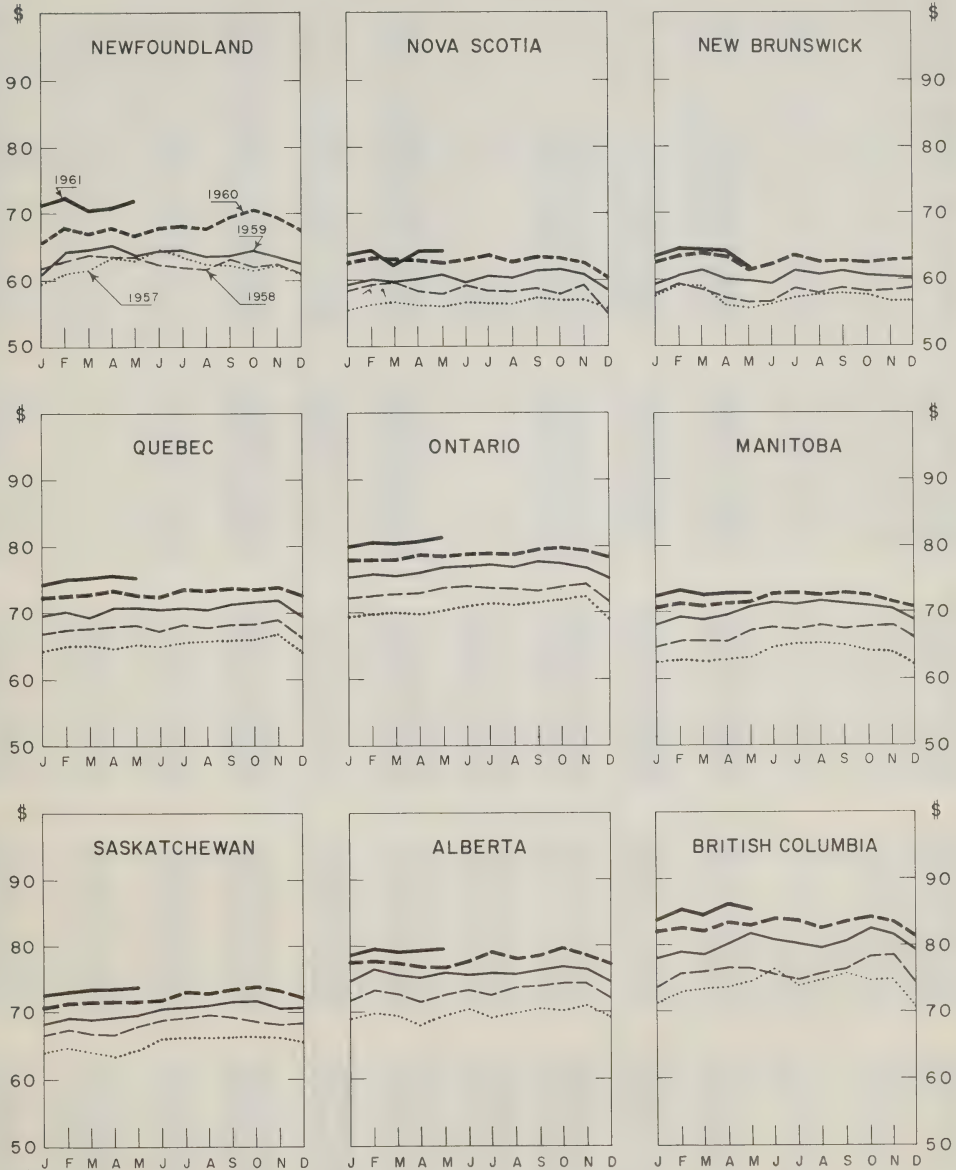 $ $
NEWFOUNDLAND NOVA SCOTIA NEW BRUNSWICK
90 90
80 80
1961
70 1960 70
1959
60 60
1957 1958
50 50
J F M A M J J A S O N D J F M A M J J A S O N D J F M A M J J A S O N D
$ $
QUEBEC ONTARIO MANITOBA
90 90
80 80
70 70
60 60
50 50
J F M A M J J A S O N D J F M A M J J A S O N D J F M A M J J A S O N D
$ $
SASKATCHEWAN ALBERTA BRITISH COLUMBIA
90 90
80 80
70 70
60 60
50 50
J F M A M J J A S O N D J F M A M J J A S O N D J F M A M J J A S O N D